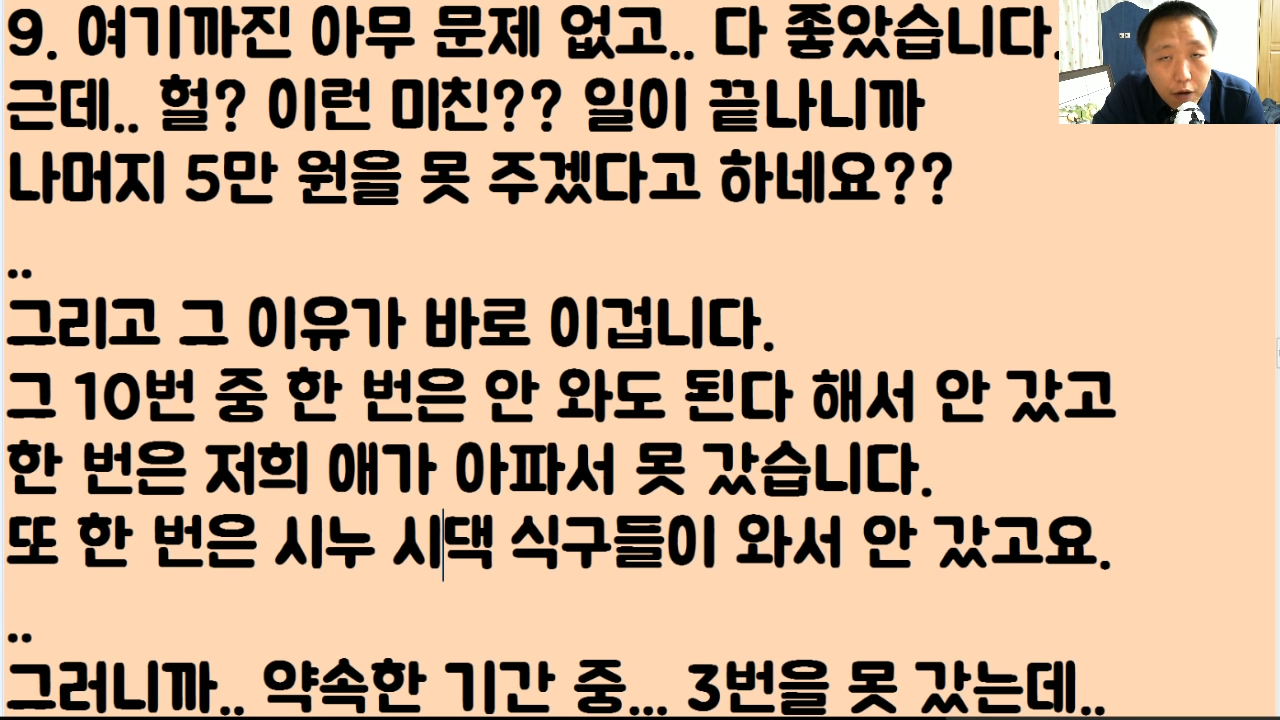 9. 여기까진 아무 문제 없고.. 다 좋았습니다.
근데.. 헐? 이런 미친?? 일이 끝나니까
나머지 5만 원을 못 주겠다고 하네요??
..
그리고 그 이유가 바로 이겁니다.
그 10번 중 한 번은 안 와도 된다 해서 안 갔고
한 번은 저희 애가 아파서 못 갔습니다.
또 한 번은 시누 시댁 식구들이 와서 안 갔고요.
..
그러니까.. 약속한 기간 중... 3번을 못 갔는데..